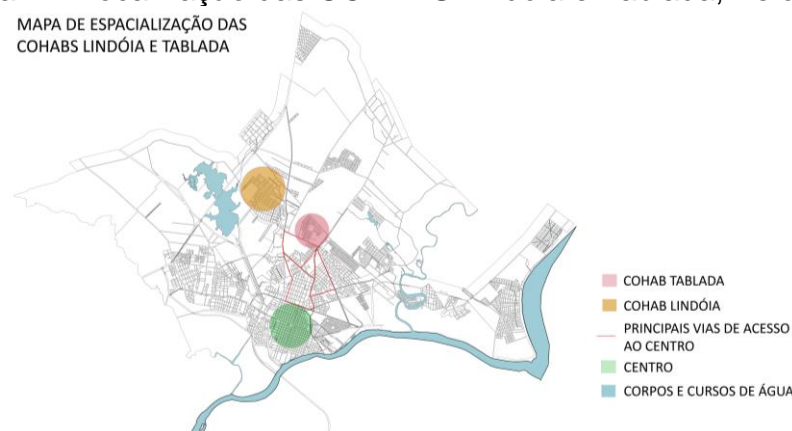 MAPA DE ESPACIALIZAÇÃO DAS
COHABS LINDÓIA E TABLADA
COHAB TABLADA
COHAB LINDÓIA
PRINCIPAIS VIAS DE ACESSO
AO CENTRO
CENTRO
CORPOS E CURSOS DE ÁGUA